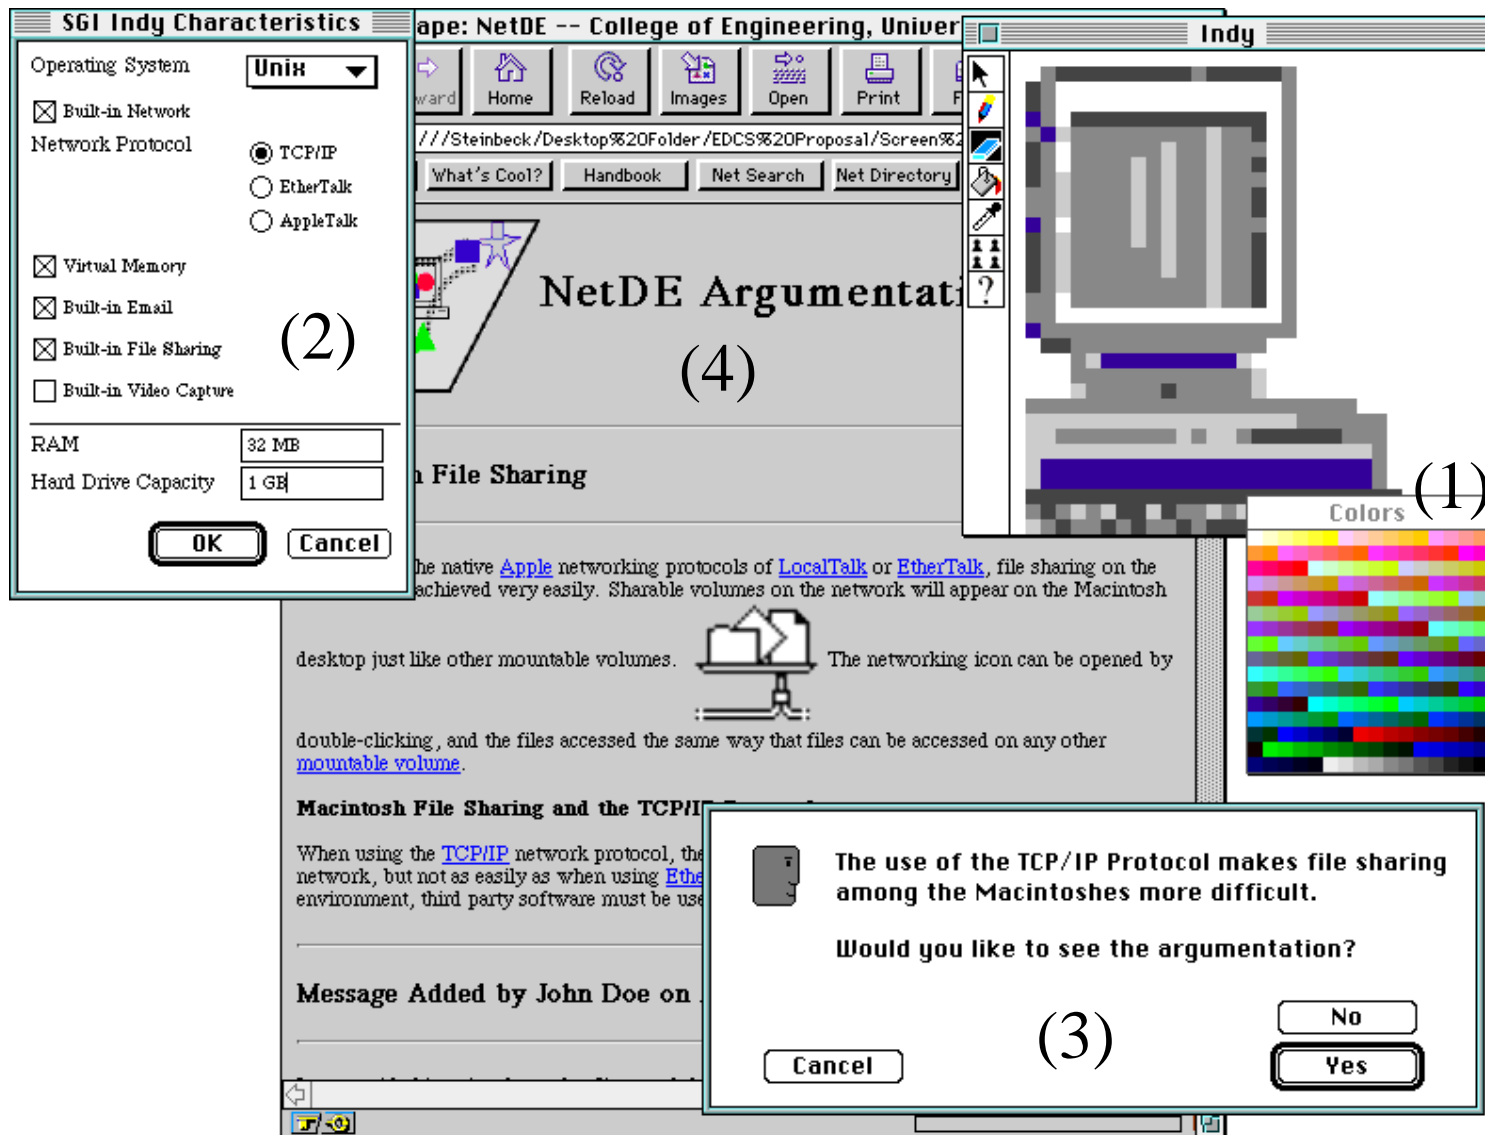 SGI Indy Characteristics
Operating System
Unix
Built-in Network
Network Protocol
TCP/IP
EtherTalk
AppleTalk
Virtual Memory
Built-in Email
Built-in File Sharing
Built-in Video Capture
(2)
RAM
32 MB
Hard Drive Capacity
1 GB
OK
Cancel
ape: NetDE -- College of Engineering, Univer
ward
Home
Reload
Images
Open
Print
F
///Steinbeck/Desktop%20Folder/EDCS%20Proposal/Screen%2
What's Cool?
Handbook
Net Search
Net Directory
NetDE Argumentati
(4)
File Sharing
he native Apple networking protocols of LocalTalk or EtherTalk, file sharing on the
achieved very easily. Sharable volumes on the network will appear on the Macintosh
desktop just like other mountable volumes.
The networking icon can be opened by
double-clicking, and the files accessed the same way that files can be accessed on any other
mountable volume.
Macintosh File Sharing and the TCP/I
When using the TCP/IP network protocol, the
network, but not as easily as when using Ethe
environment, third party software must be use
Message Added by John Doe on
Indy
?
(1)
Colors
The use of the TCP/IP Protocol makes file sharing
among the Macintoshes more difficult.
Would you like to see the argumentation?
(3)
No
Cancel
Yes